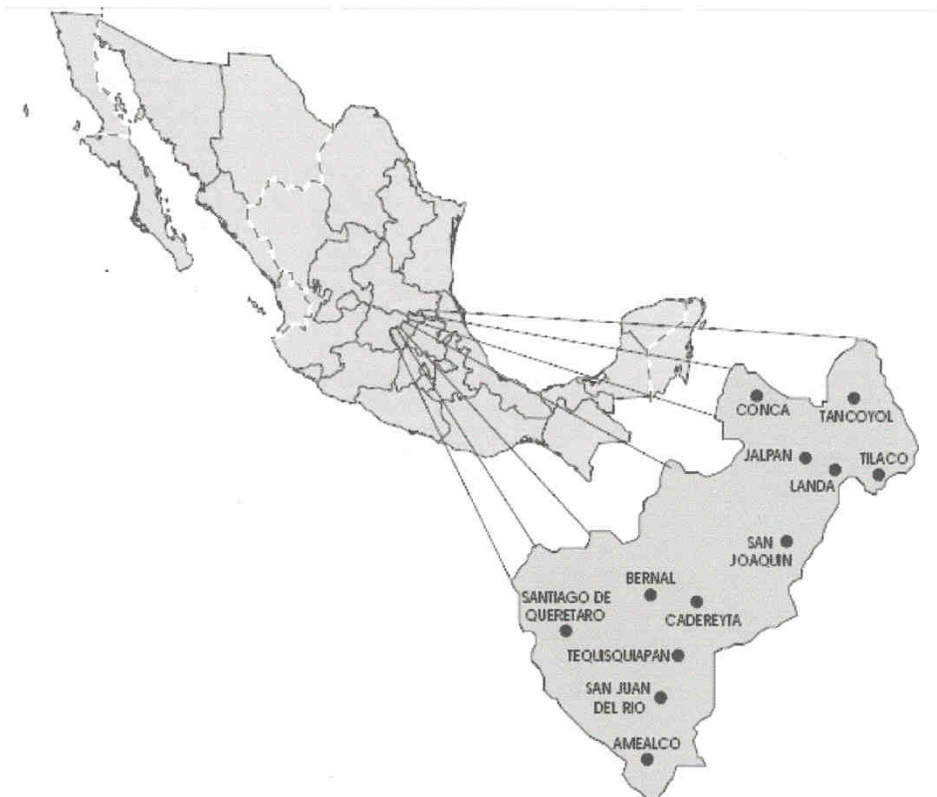 CONCA
TANCOYOL
JALPAN
TILACO
LANDA
SAN
JOAQUIN
BERNAL
SANTIAGO DE
QUERETARO
CADEREYTA
TEQUISQUIAPAN
SAN JUAN
DEL RIO
AMEALCO